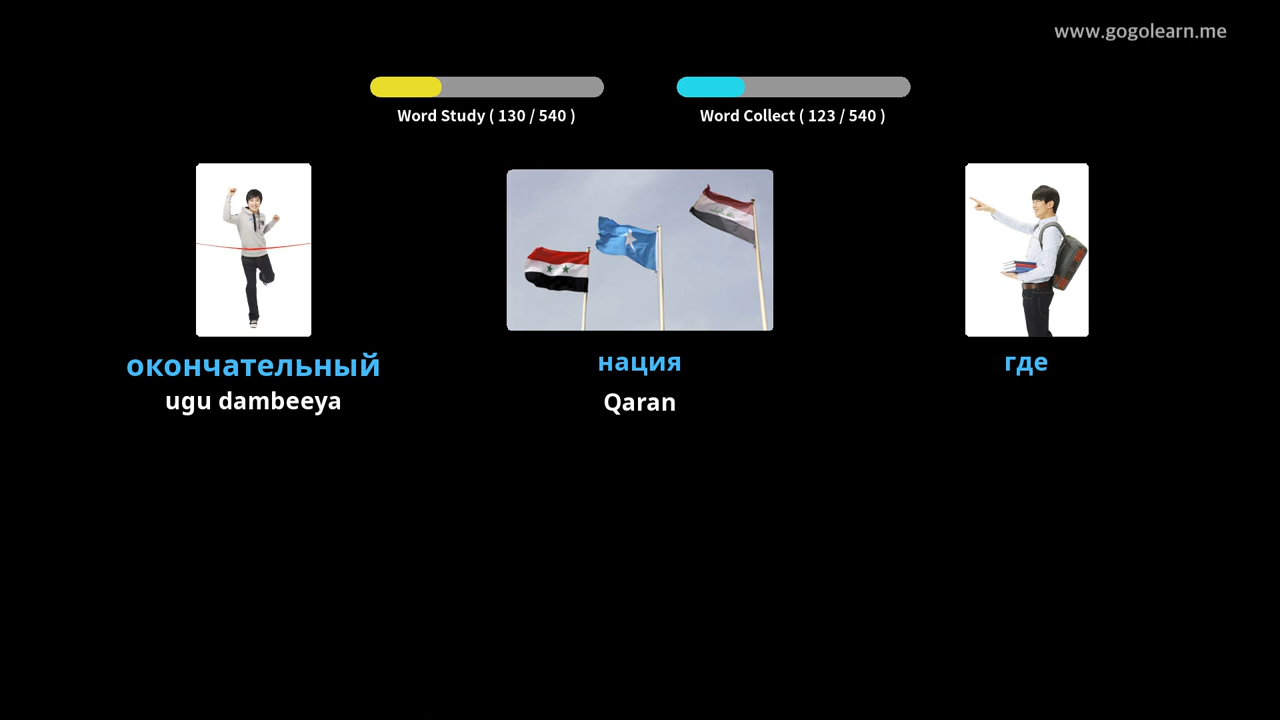 www.gogolearn.me
Word Study ( 130 / 540 )
Word Collect ( 123 / 540 )
окончательный
ugu dambeeya
нация
Qaran
где